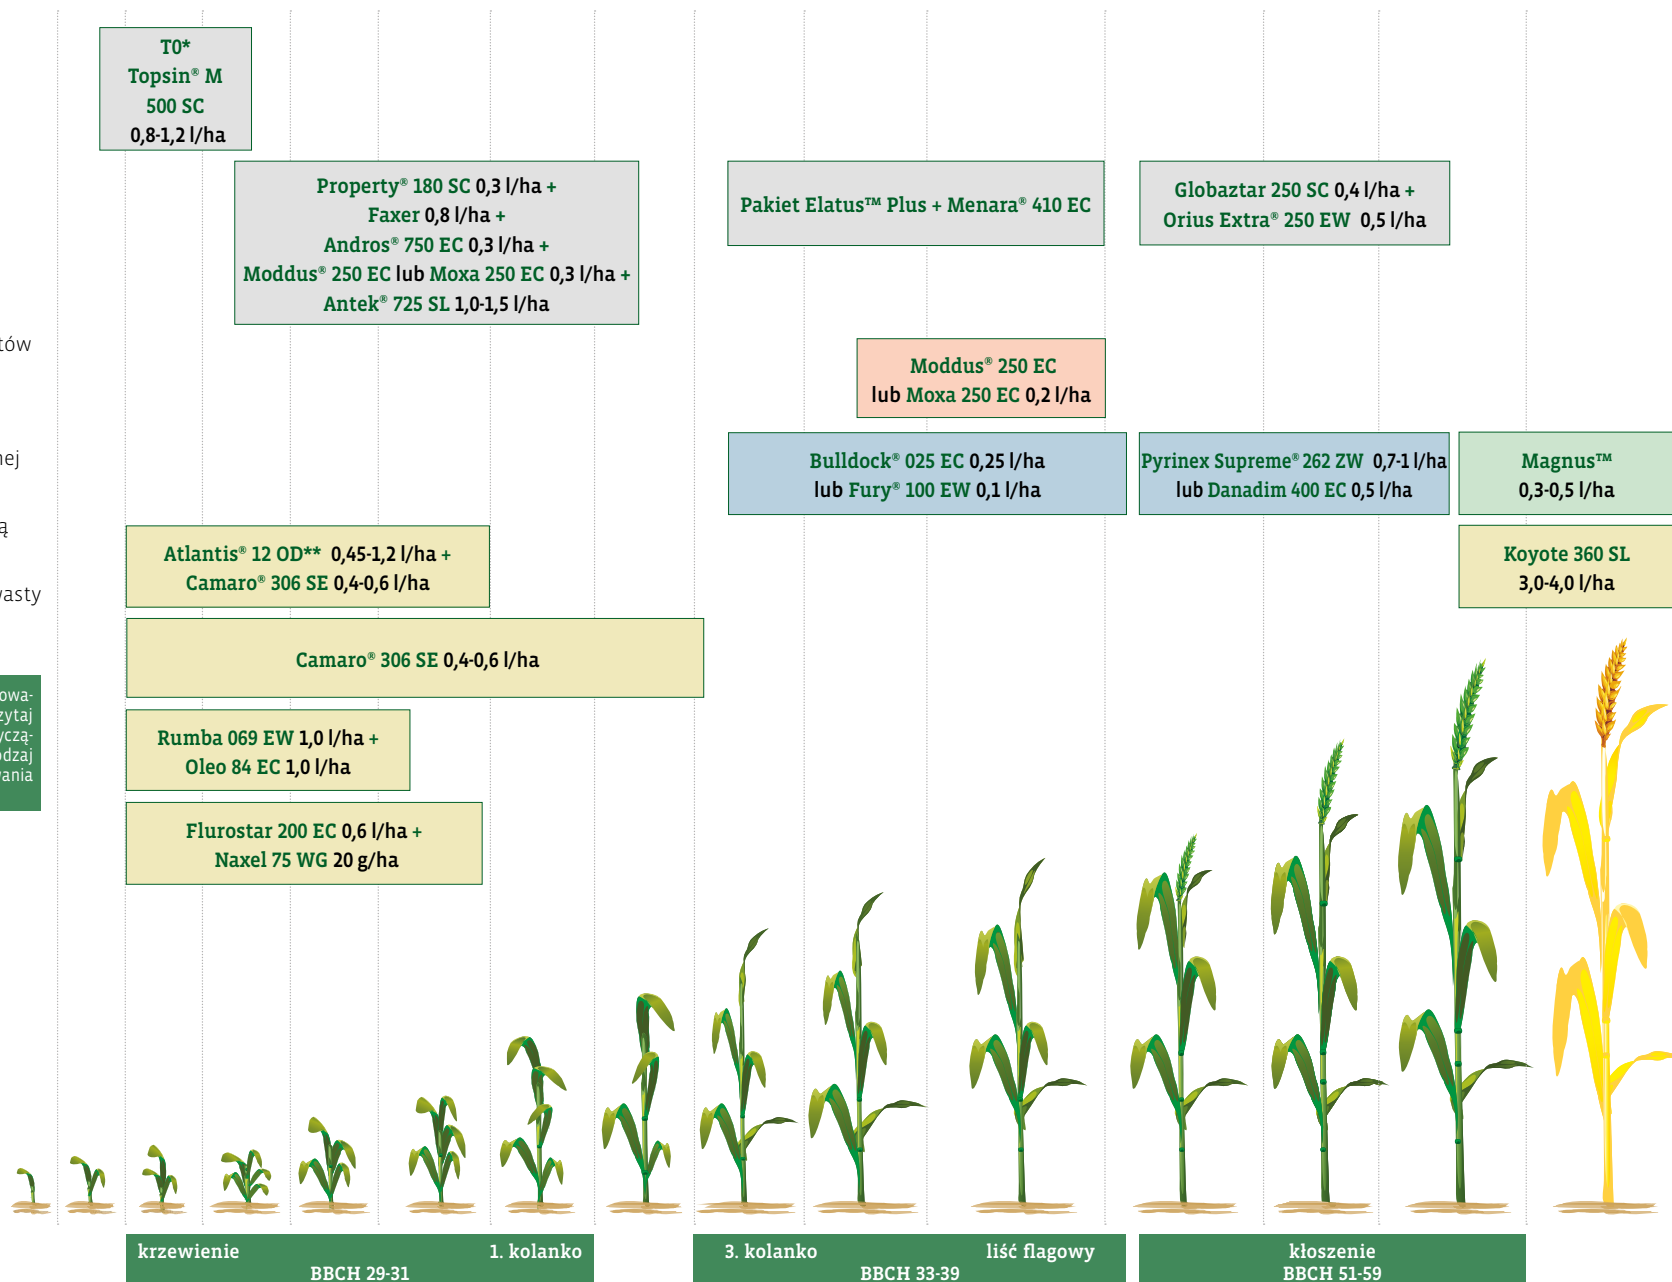 T0*
Topsin® M
500 SC
0,8-1,2 l/ha
Property® 180 SC 0,3 l/ha +
Faxer 0,8 l/ha +
Andros® 750 EC 0,3 l/ha +
Moddus® 250 EC lub Moxa 250 EC 0,3 l/ha +
Antek® 725 SL 1,0-1,5 l/ha
Pakiet Elatus™ Plus + Menara® 410 EC
Globaztar 250 SC 0,4 l/ha +
Orius Extra® 250 EW 0,5 l/ha
tów
Moddus® 250 EC
lub Moxa 250 EC 0,2 l/ha
nej
Bulldock® 025 EC 0,25 l/ha
lub Fury® 100 EW 0,1 l/ha
Pyrinex Supreme® 262 ZW 0,7-1 l/ha
lub Danadim 400 EC 0,5 l/ha
Magnus™
0,3-0,5 l/ha
ą
Atlantis® 12 OD** 0,45-1,2 l/ha +
Camaro® 306 SE 0,4-0,6 l/ha
Koyote 360 SL
3,0-4,0 l/ha
wasty
Camaro® 306 SE 0,4-0,6 l/ha
owa-
zytaj
yczą-
odzaj
wania
Rumba 069 EW 1,0 l/ha +
Oleo 84 EC 1,0 l/ha
Flurostar 200 EC 0,6 l/ha +
Naxel 75 WG 20 g/ha
krzewienie 1. kolanko
BBCH 29-31
3. kolanko liść flagowy
BBCH 33-39
kłoszenie
BBCH 51-59